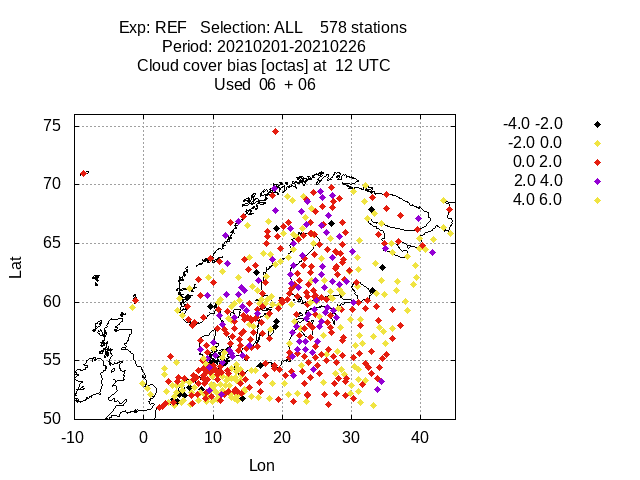 Exp: REF   Selection: ALL    578 stations
Period: 20210201-20210226
Cloud cover bias [octas] at  12 UTC
Used  06  + 06
-4.0 -2.0
-2.0 0.0
0.0 2.0
2.0 4.0
4.0 6.0
75
70
65
60
55
50
Lat
-10 0 10 20 30 40
Lon